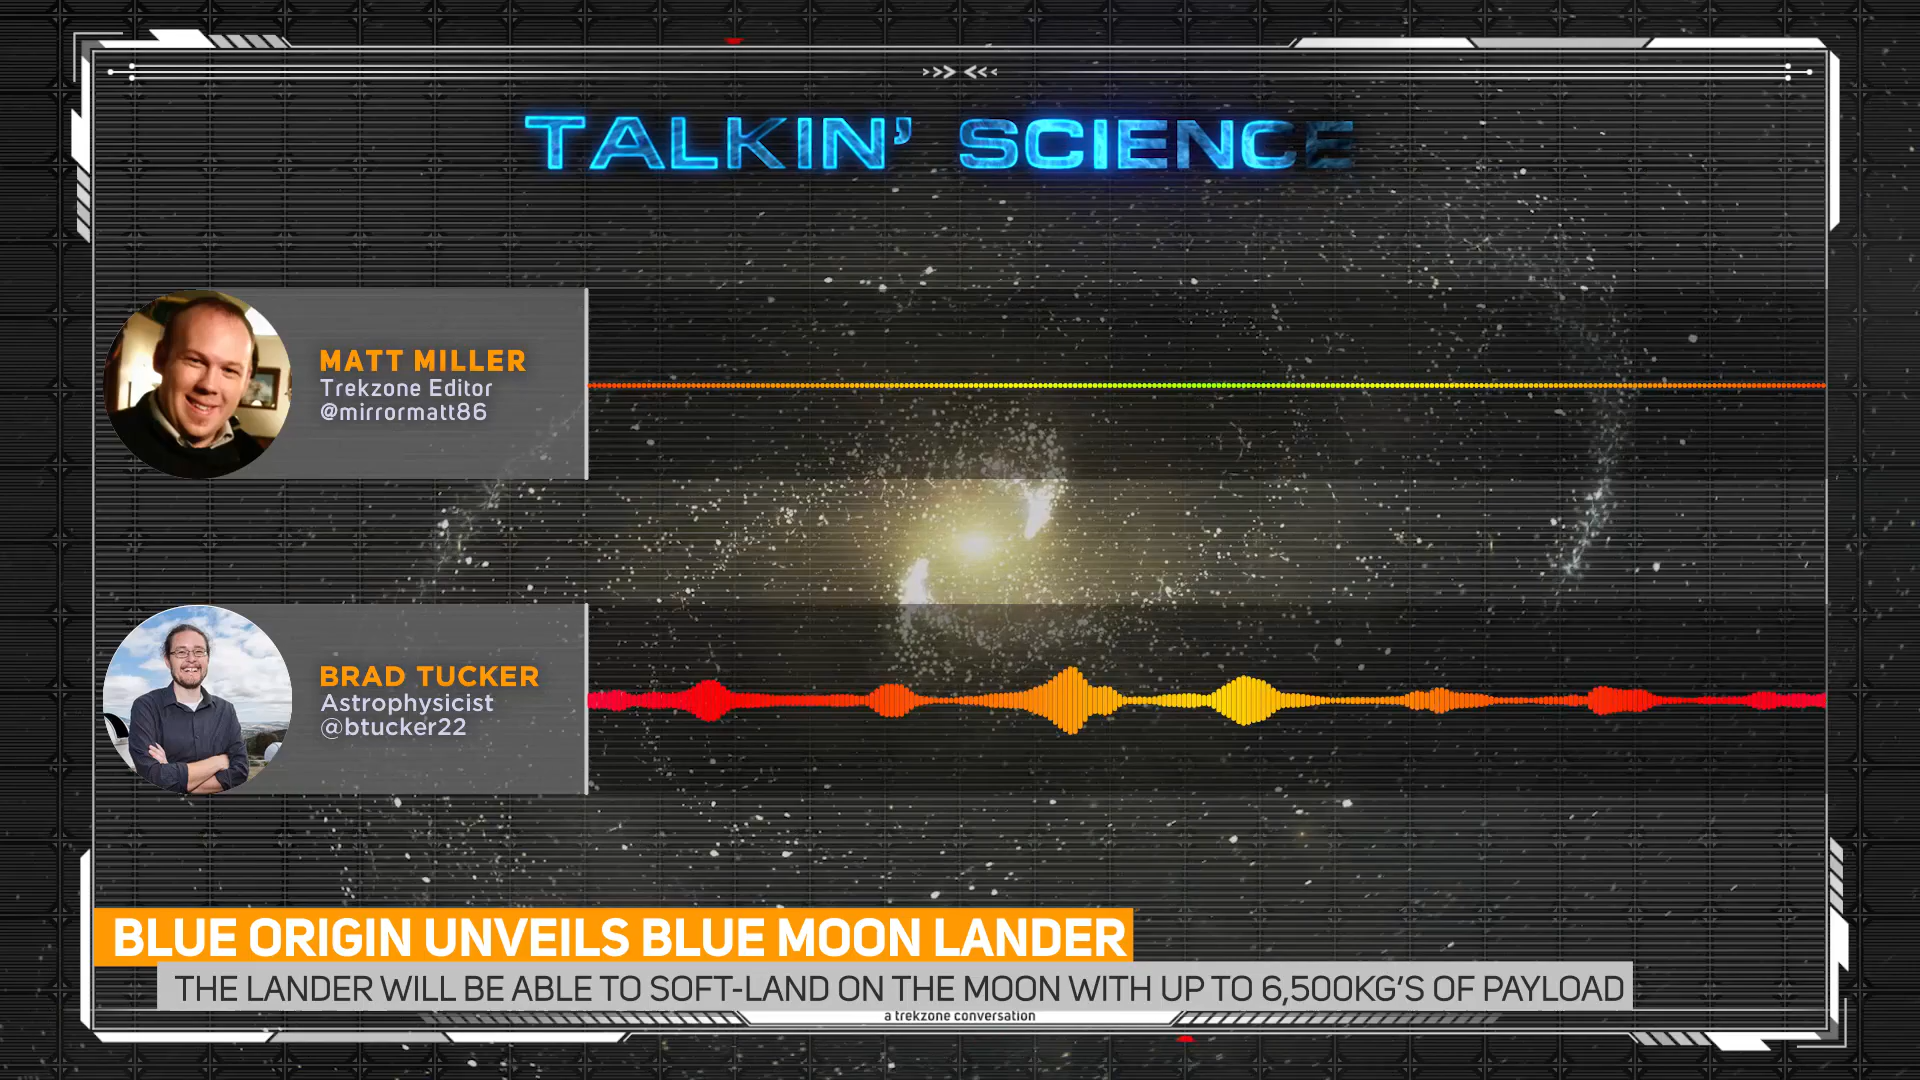 TALKIN' SCIENCE
MATT MILLER
Trekzone Editor
@mirrormatt86
BRAD TUCKER
Astrophysicist
@btucker22
BLUE ORIGIN UNVEILS BLUE MOON LANDER
THE LANDER WILL BE ABLE TO SOFT-LAND ON THE MOON WITH UP TO 6,500KG'S OF PAYLOAD
a trekzone conversation